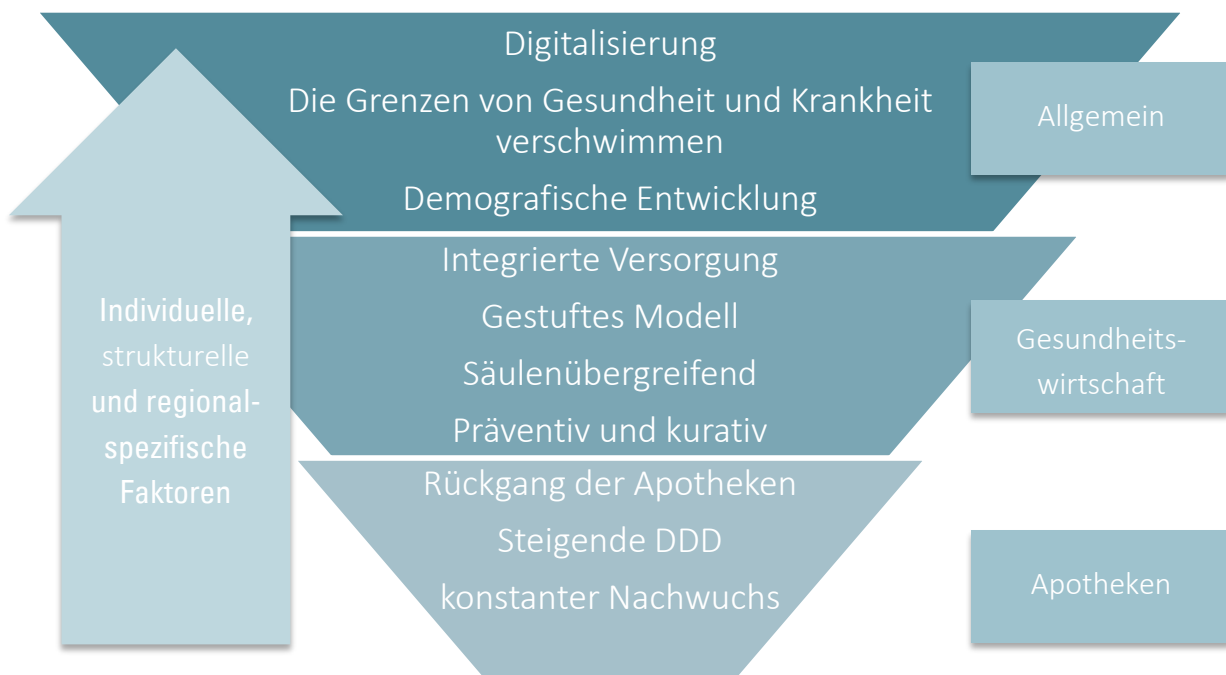 Digitalisierung
Die Grenzen von Gesundheit und Krankheit
verschwimmen
Demografische Entwicklung
Allgemein
Integrierte Versorgung
Gestuftes Modell
Säulenübergreifend
Präventiv und kurativ
Gesundheits-
wirtschaft
Rückgang der Apotheken
Steigende DDD
konstanter Nachwuchs
Apotheken
Individuelle,
strukturelle
und regional-
spezifische
Faktoren